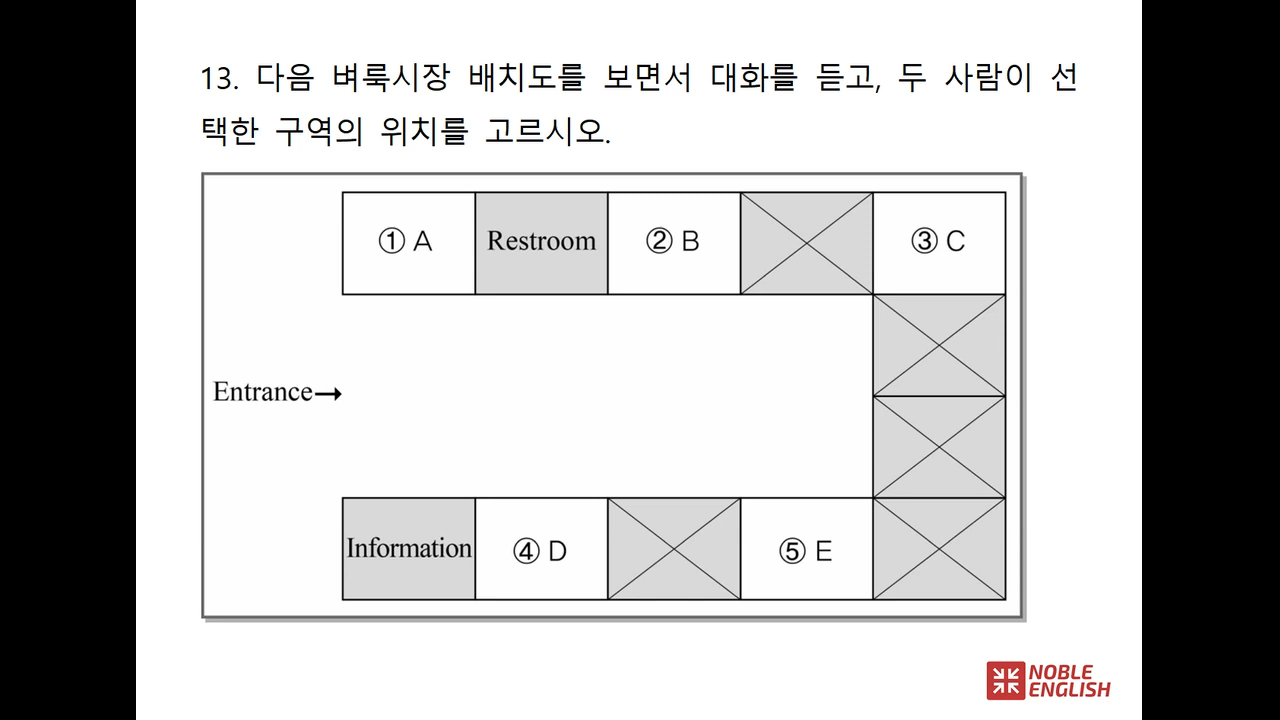 13. 다음 벼룩시장 배치도를 보면서 대화를 듣고, 두 사람이 선
택한 구역의 위치를 고르시오.
① A
Restroom
② B
③ C
Entrance→
Information
④ D
⑤ E
NOBLE
ENGLISH